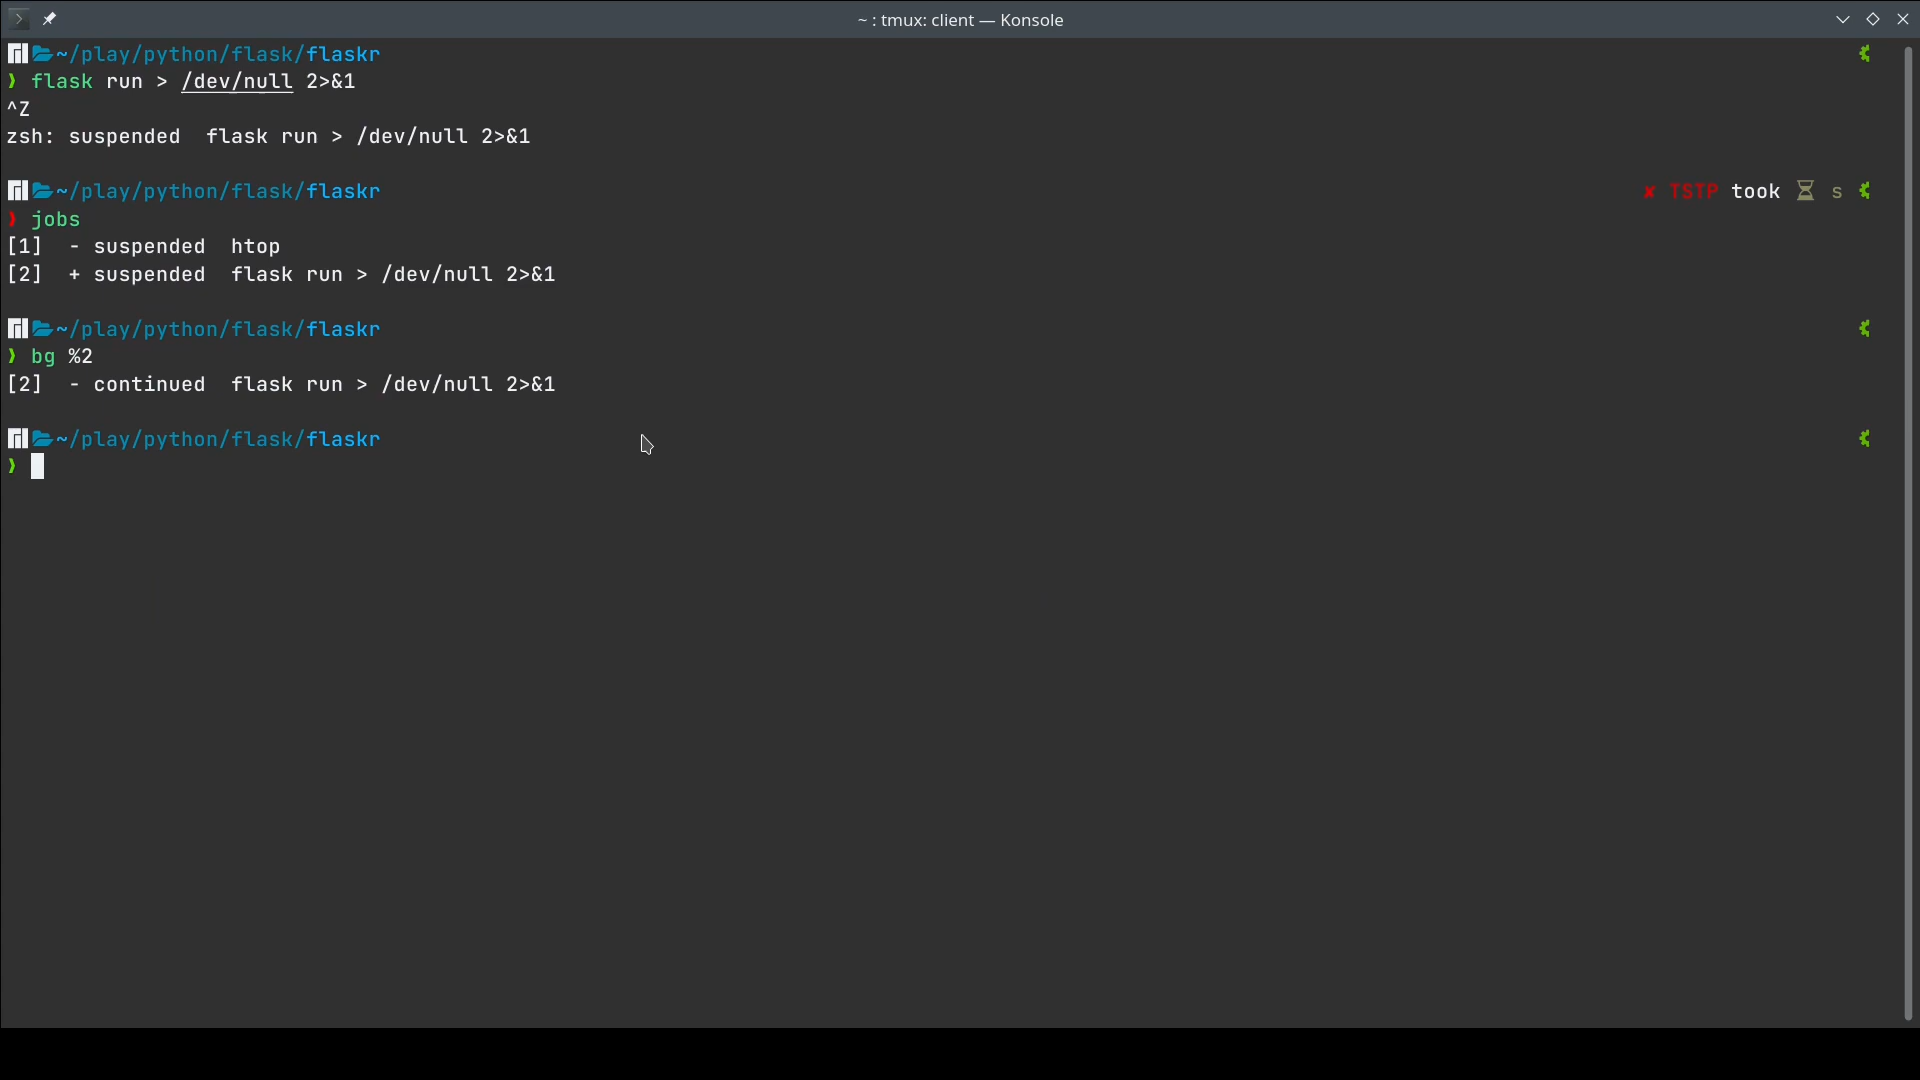 ~ : tmux: client — Konsole
~/play/python/flask/flaskr
❯ flask run > /dev/null 2>&1
^Z
zsh: suspended  flask run > /dev/null 2>&1
~/play/python/flask/flaskr ✘ TSTP took ⌛ s
❯ jobs
[1]  - suspended  htop
[2]  + suspended  flask run > /dev/null 2>&1
~/play/python/flask/flaskr
❯ bg %2
[2]  - continued  flask run > /dev/null 2>&1
~/play/python/flask/flaskr
❯